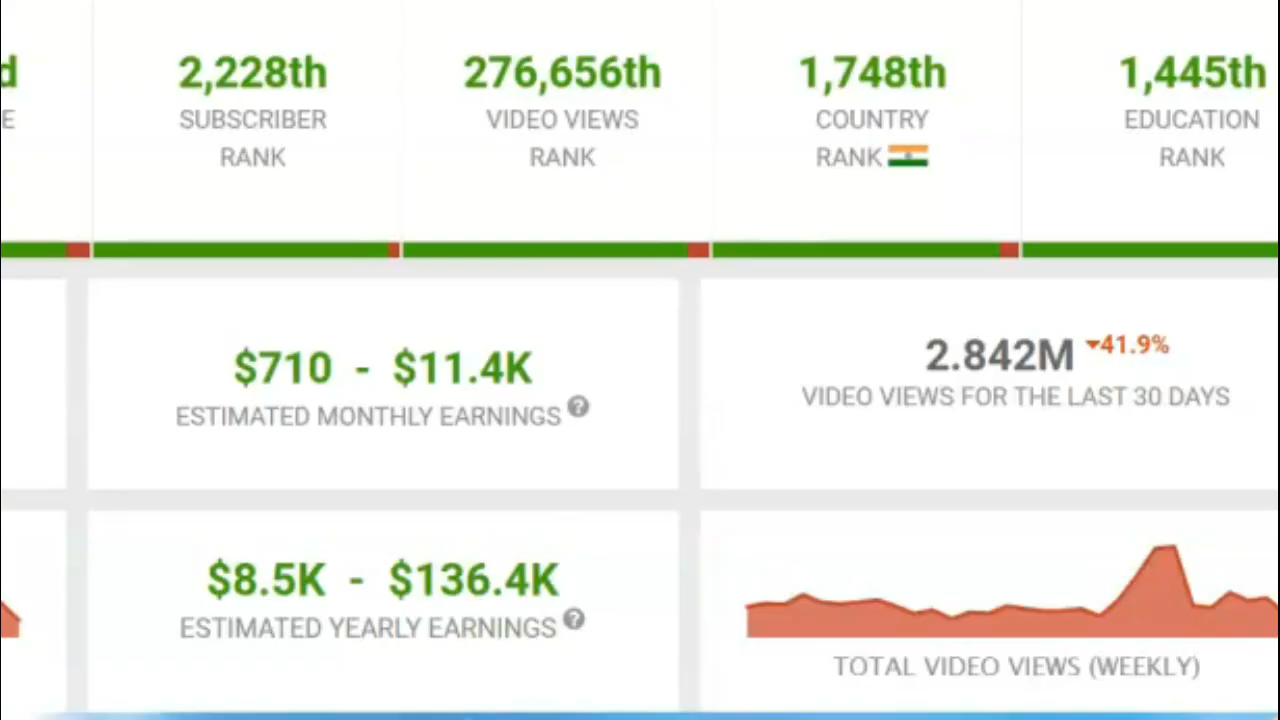 d
2,228th
276,656th
1,748th
1,445th
E
SUBSCRIBER
RANK
VIDEO VIEWS
RANK
COUNTRY
RANK
EDUCATION
RANK
$710 - $11.4K
ESTIMATED MONTHLY EARNINGS ?
2.842M 41.9%
VIDEO VIEWS FOR THE LAST 30 DAYS
$8.5K - $136.4K
ESTIMATED YEARLY EARNINGS ?
TOTAL VIDEO VIEWS (WEEKLY)